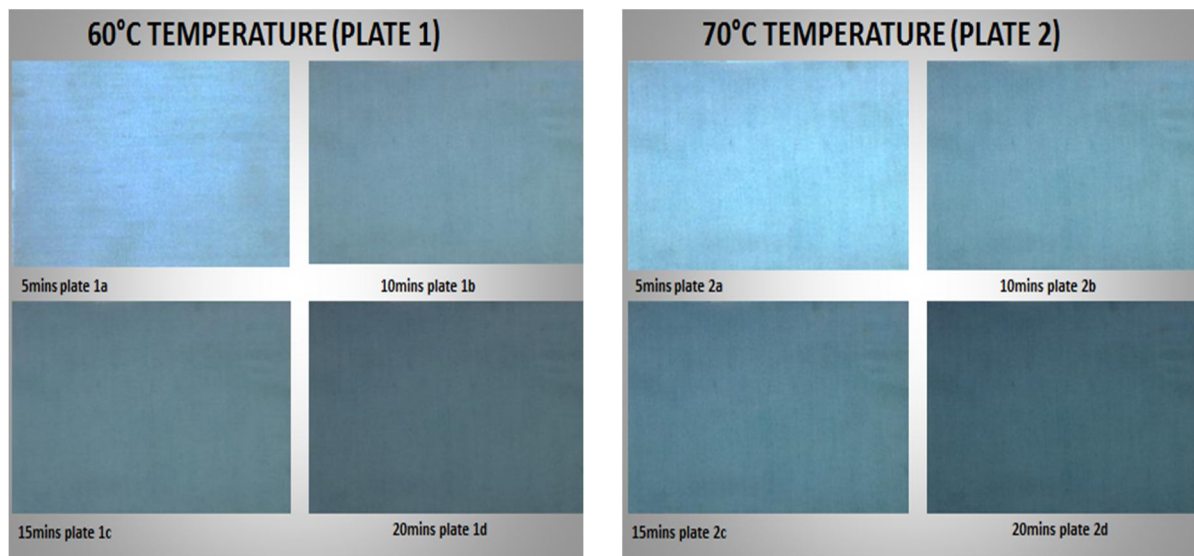 60°C TEMPERATURE (PLATE 1)
5mins plate 1a
10mins plate 1b
15mins plate 1c
20mins plate 1d
70°C TEMPERATURE (PLATE 2)
5mins plate 2a
10mins plate 2b
15mins plate 2c
20mins plate 2d